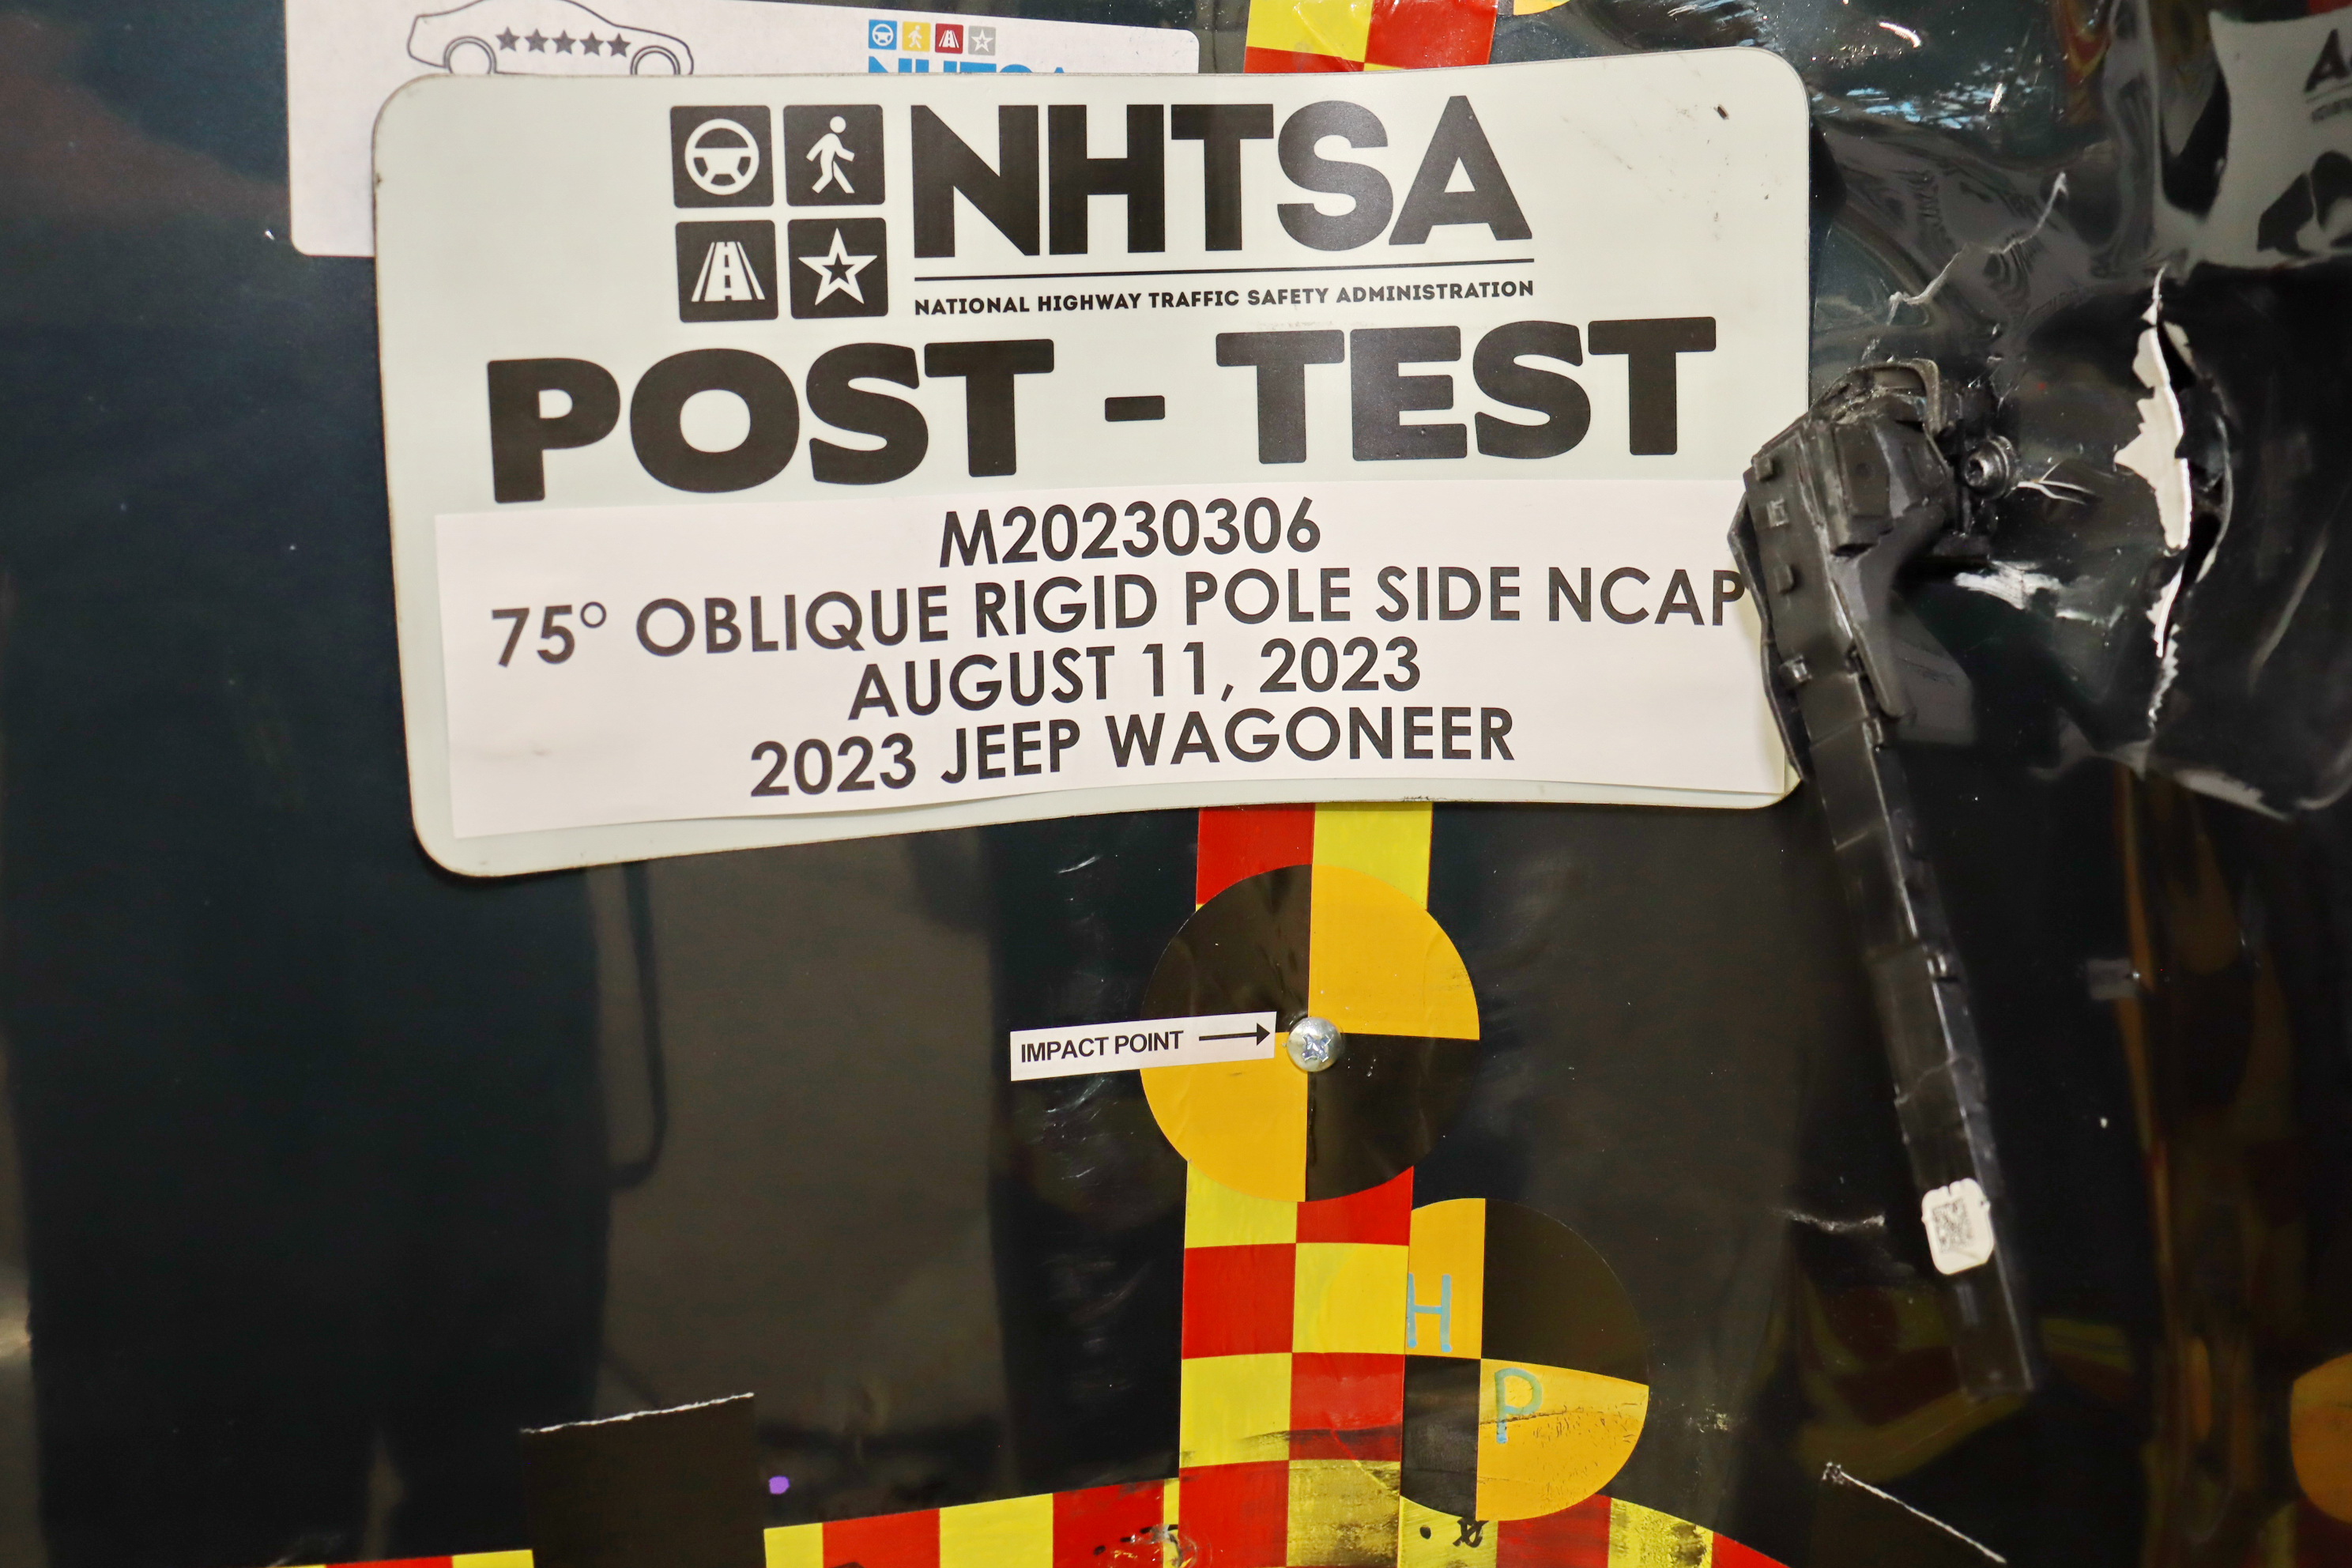 NHTSA
NHTSA
NATIONAL HIGHWAY TRAFFIC SAFETY ADMINISTRATION
POST - TEST
M20230306
75° OBLIQUE RIGID POLE SIDE NCAP
AUGUST 11, 2023
2023 JEEP WAGONEER
IMPACT POINT
H
P